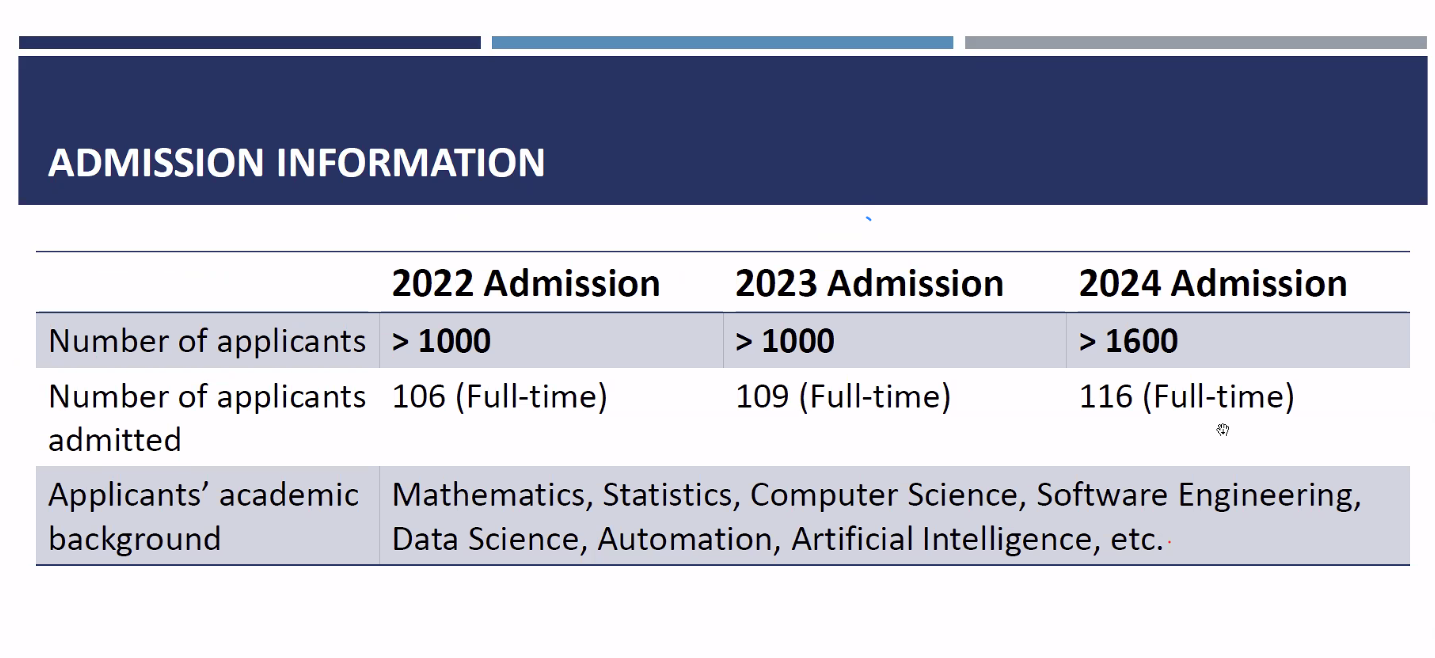 ADMISSION INFORMATION
2022 Admission 2023 Admission 2024 Admission
Number of applicants > 1000 > 1000 > 1600
Number of applicants 106 (Full-time) 109 (Full-time) 116 (Full-time)
admitted
Applicants’ academic Mathematics, Statistics, Computer Science, Software Engineering,
background Data Science, Automation, Artificial Intelligence, etc.